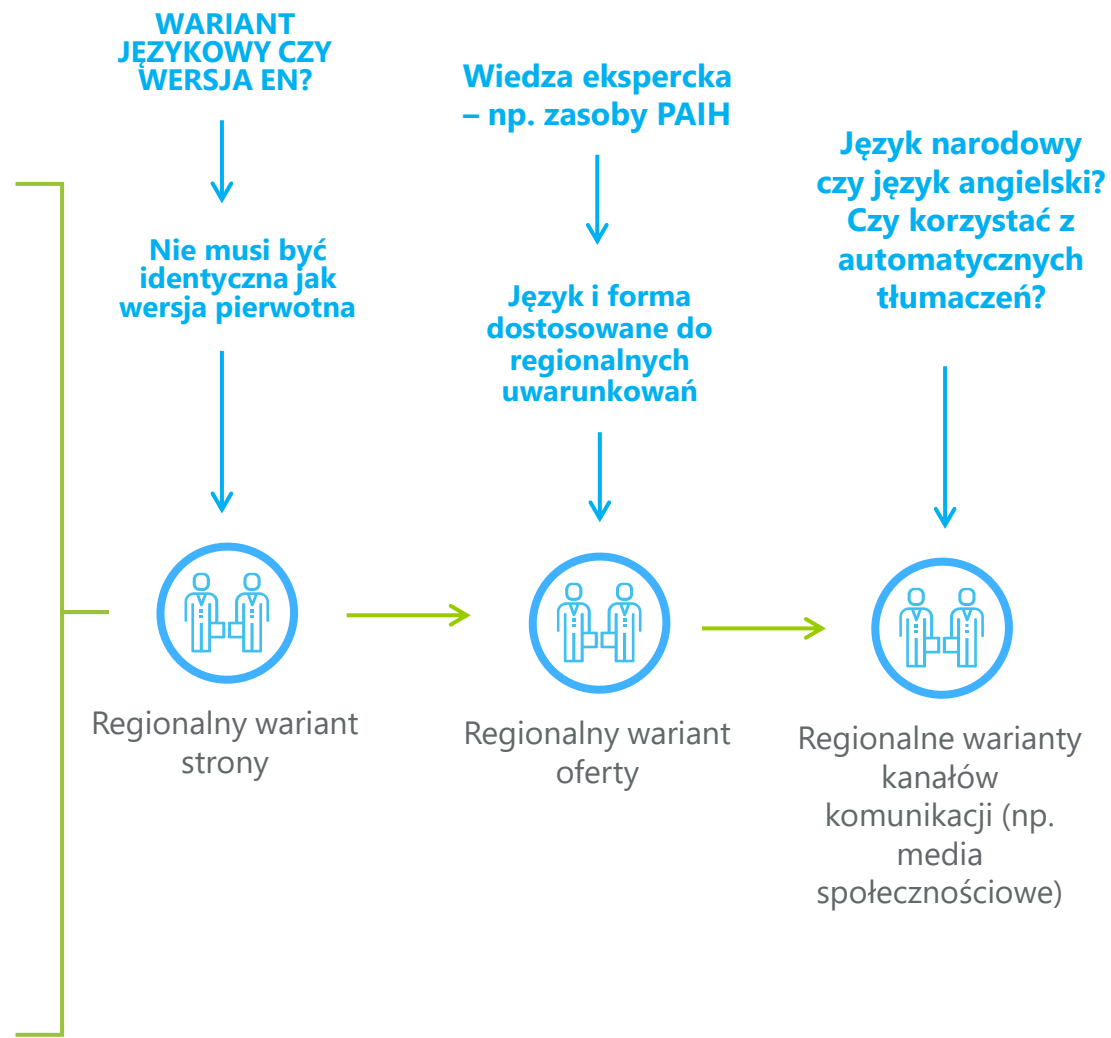 WARIANT
JĘZYKOWY CZY
WERSJA EN?
Nie musi być
identyczna jak
wersja pierwotna
Regionalny wariant
strony
Wiedza ekspercka
– np. zasoby PAIH
Język i forma
dostosowane do
regionalnych
uwarunkowań
Regionalny wariant
oferty
Język narodowy
czy język angielski?
Czy korzystać z
automatycznych
tłumaczeń?
Regionalne warianty
kanałów
komunikacji (np.
media
społecznościowe)